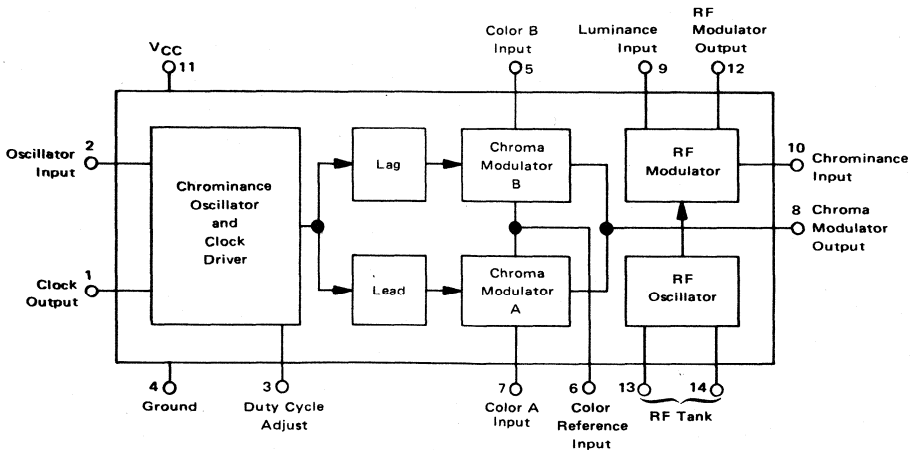 Color B
Input
5
Luminance
Input
9
RF
Modulator
Output
12
VCC
11
2
Oscillator
Input
Chrominance
Oscillator
and
Clock
Driver
Lag
Chroma
Modulator
B
RF
Modulator
10
Chrominance
Input
8
Chroma
Modulator
Output
1
Clock
Output
Lead
Chroma
Modulator
A
RF
Oscillator
4
Ground
3
Duty Cycle
Adjust
7
Color A
Input
6
Color
Reference
Input
13
14
RF Tank